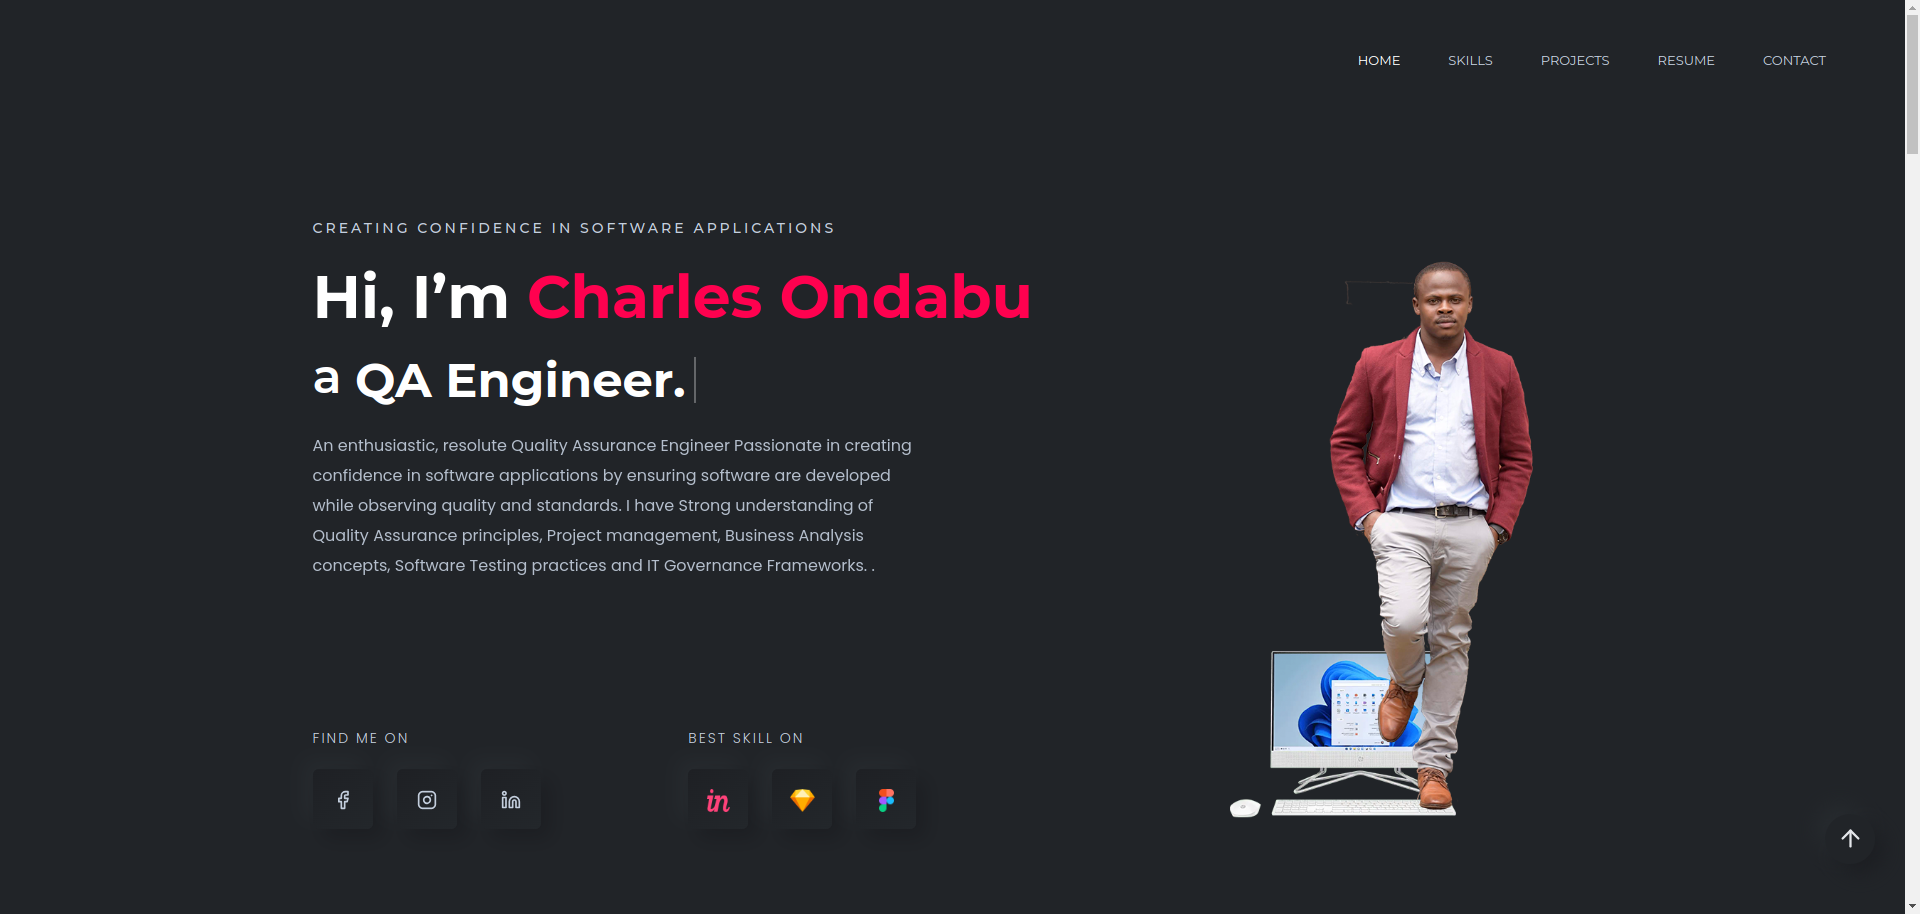 HOME SKILLS PROJECTS RESUME CONTACT
CREATING CONFIDENCE IN SOFTWARE APPLICATIONS
Hi, I’m Charles Ondabu
a QA Engineer.
An enthusiastic, resolute Quality Assurance Engineer Passionate in creating
confidence in software applications by ensuring software are developed
while observing quality and standards. I have Strong understanding of
Quality Assurance principles, Project management, Business Analysis
concepts, Software Testing practices and IT Governance Frameworks. .
FIND ME ON
BEST SKILL ON
in